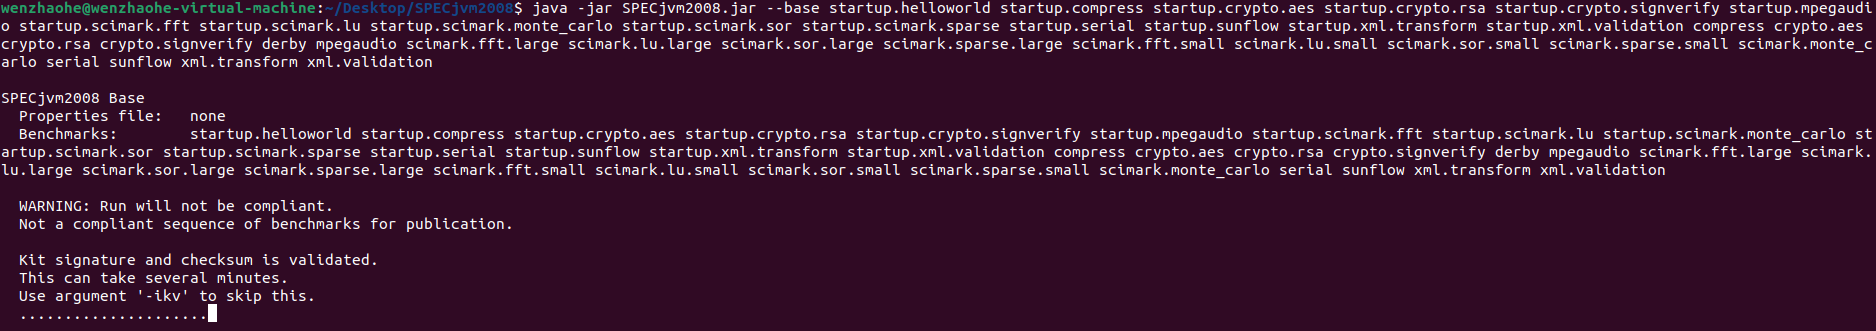 wenzhaohe@wenzhaohe-virtual-machine:~/Desktop/SPECjvm2008$ java -jar SPECjvm2008.jar --base startup.helloworld startup.compress startup.crypto.aes startup.crypto.rsa startup.crypto.signverify startup.mpegaudi
o startup.scimark.fft startup.scimark.lu startup.scimark.monte_carlo startup.scimark.sor startup.scimark.sparse startup.serial startup.sunflow startup.xml.transform startup.xml.validation compress crypto.aes
crypto.rsa crypto.signverify derby mpegaudio scimark.fft.large scimark.lu.large scimark.sor.large scimark.sparse.large scimark.fft.small scimark.lu.small scimark.sor.small scimark.sparse.small scimark.monte_c
arlo serial sunflow xml.transform xml.validation
SPECjvm2008 Base
Properties file: none
Benchmarks: startup.helloworld startup.compress startup.crypto.aes startup.crypto.rsa startup.crypto.signverify startup.mpegaudio startup.scimark.fft startup.scimark.lu startup.scimark.monte_carlo st
artup.scimark.sor startup.scimark.sparse startup.serial startup.sunflow startup.xml.transform startup.xml.validation compress crypto.aes crypto.rsa crypto.signverify derby mpegaudio scimark.fft.large scimark.
lu.large scimark.sor.large scimark.sparse.large scimark.fft.small scimark.lu.small scimark.sor.small scimark.sparse.small scimark.monte_carlo serial sunflow xml.transform xml.validation
WARNING: Run will not be compliant.
Not a compliant sequence of benchmarks for publication.
Kit signature and checksum is validated.
This can take several minutes.
Use argument '-ikv' to skip this.
.....................